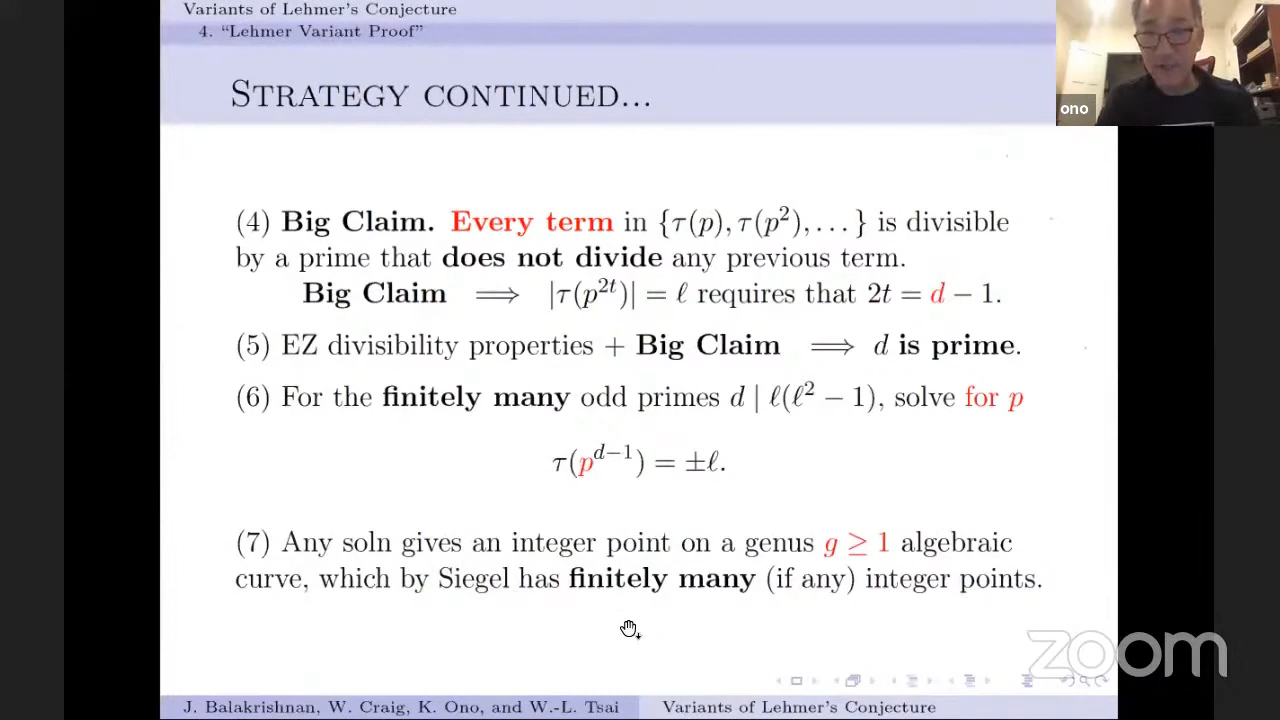 Variants of Lehmer's Conjecture
4. "Lehmer Variant Proof"
STRATEGY CONTINUED...
ono
(4) Big Claim. Every term in {τ(p), τ(p²), . . . } is divisible
by a prime that does not divide any previous term.
Big Claim ⟹ |τ(p²ᵗ)| = ℓ requires that 2t = d − 1.
(5) EZ divisibility properties + Big Claim ⟹ d is prime.
(6) For the finitely many odd primes d | ℓ(ℓ² − 1), solve for p
τ(p^{d−1}) = ±ℓ.
(7) Any soln gives an integer point on a genus g ≥ 1 algebraic
curve, which by Siegel has finitely many (if any) integer points.
zoom
J. Balakrishnan, W. Craig, K. Ono, and W.-L. Tsai
Variants of Lehmer's Conjecture